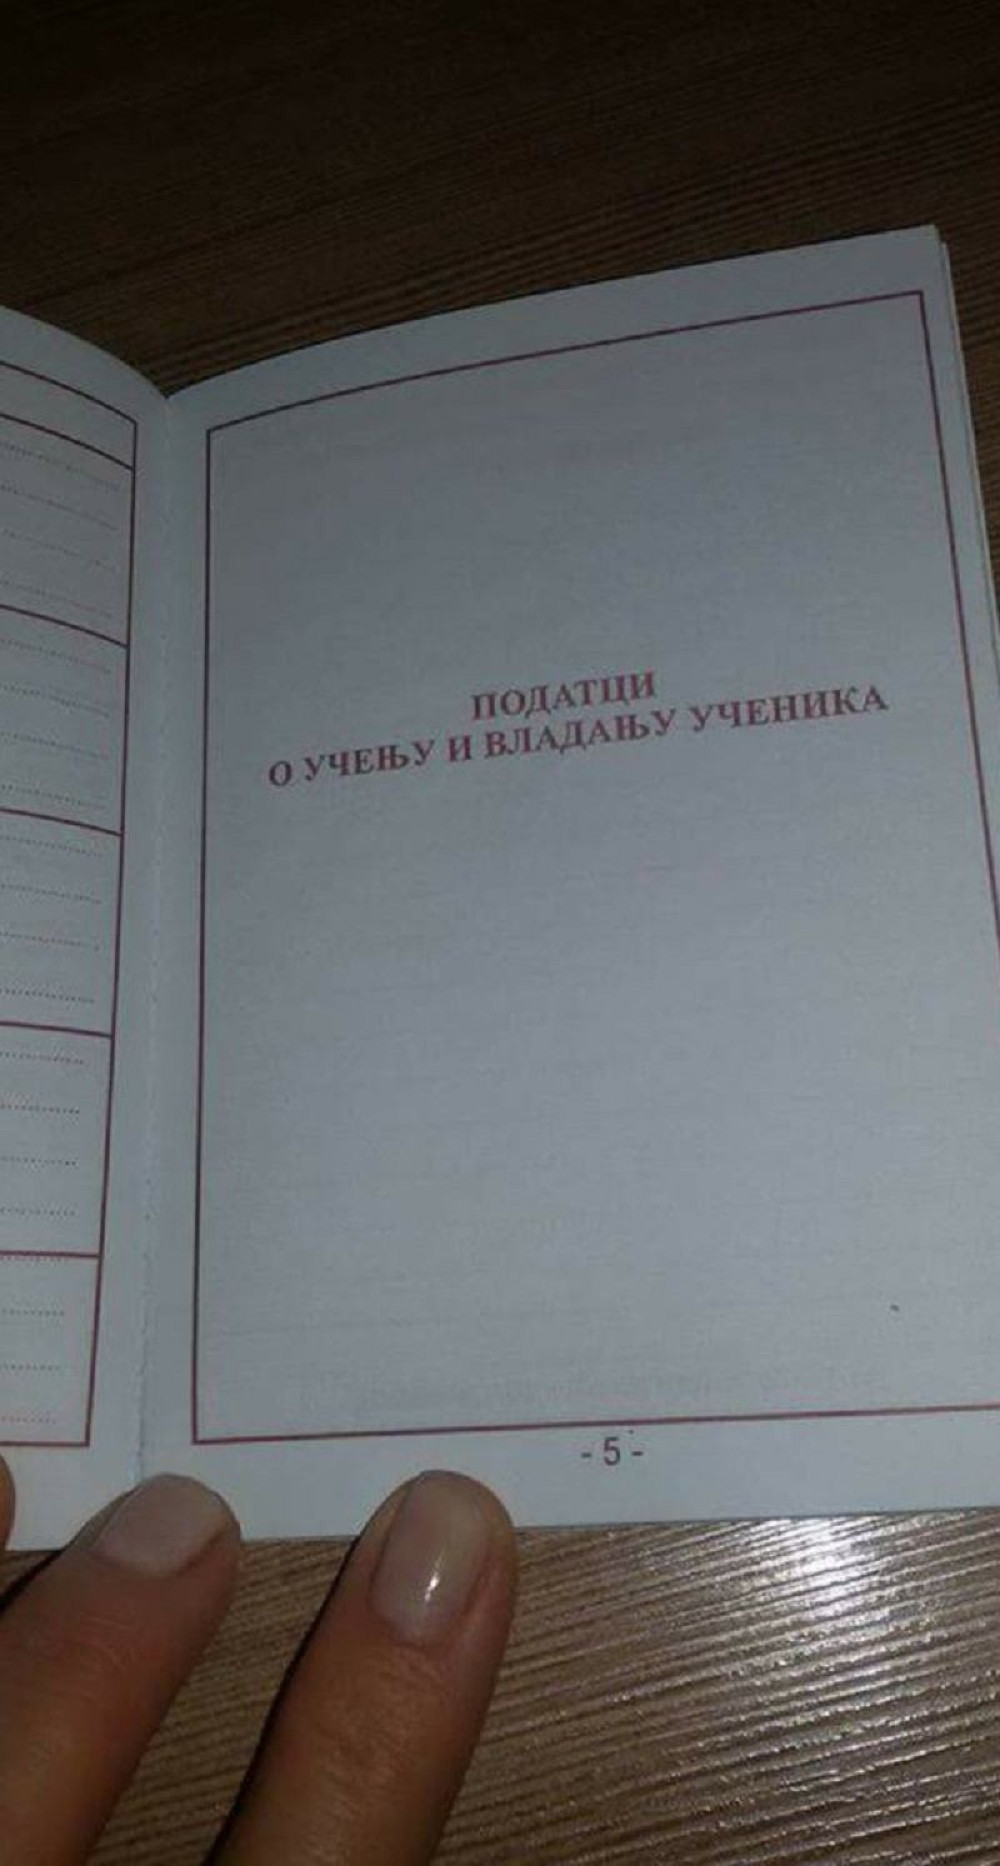 ПОДАТЦИ
О УЧЕЊУ И ВЛАДАЊУ УЧЕНИКА
- 5 -